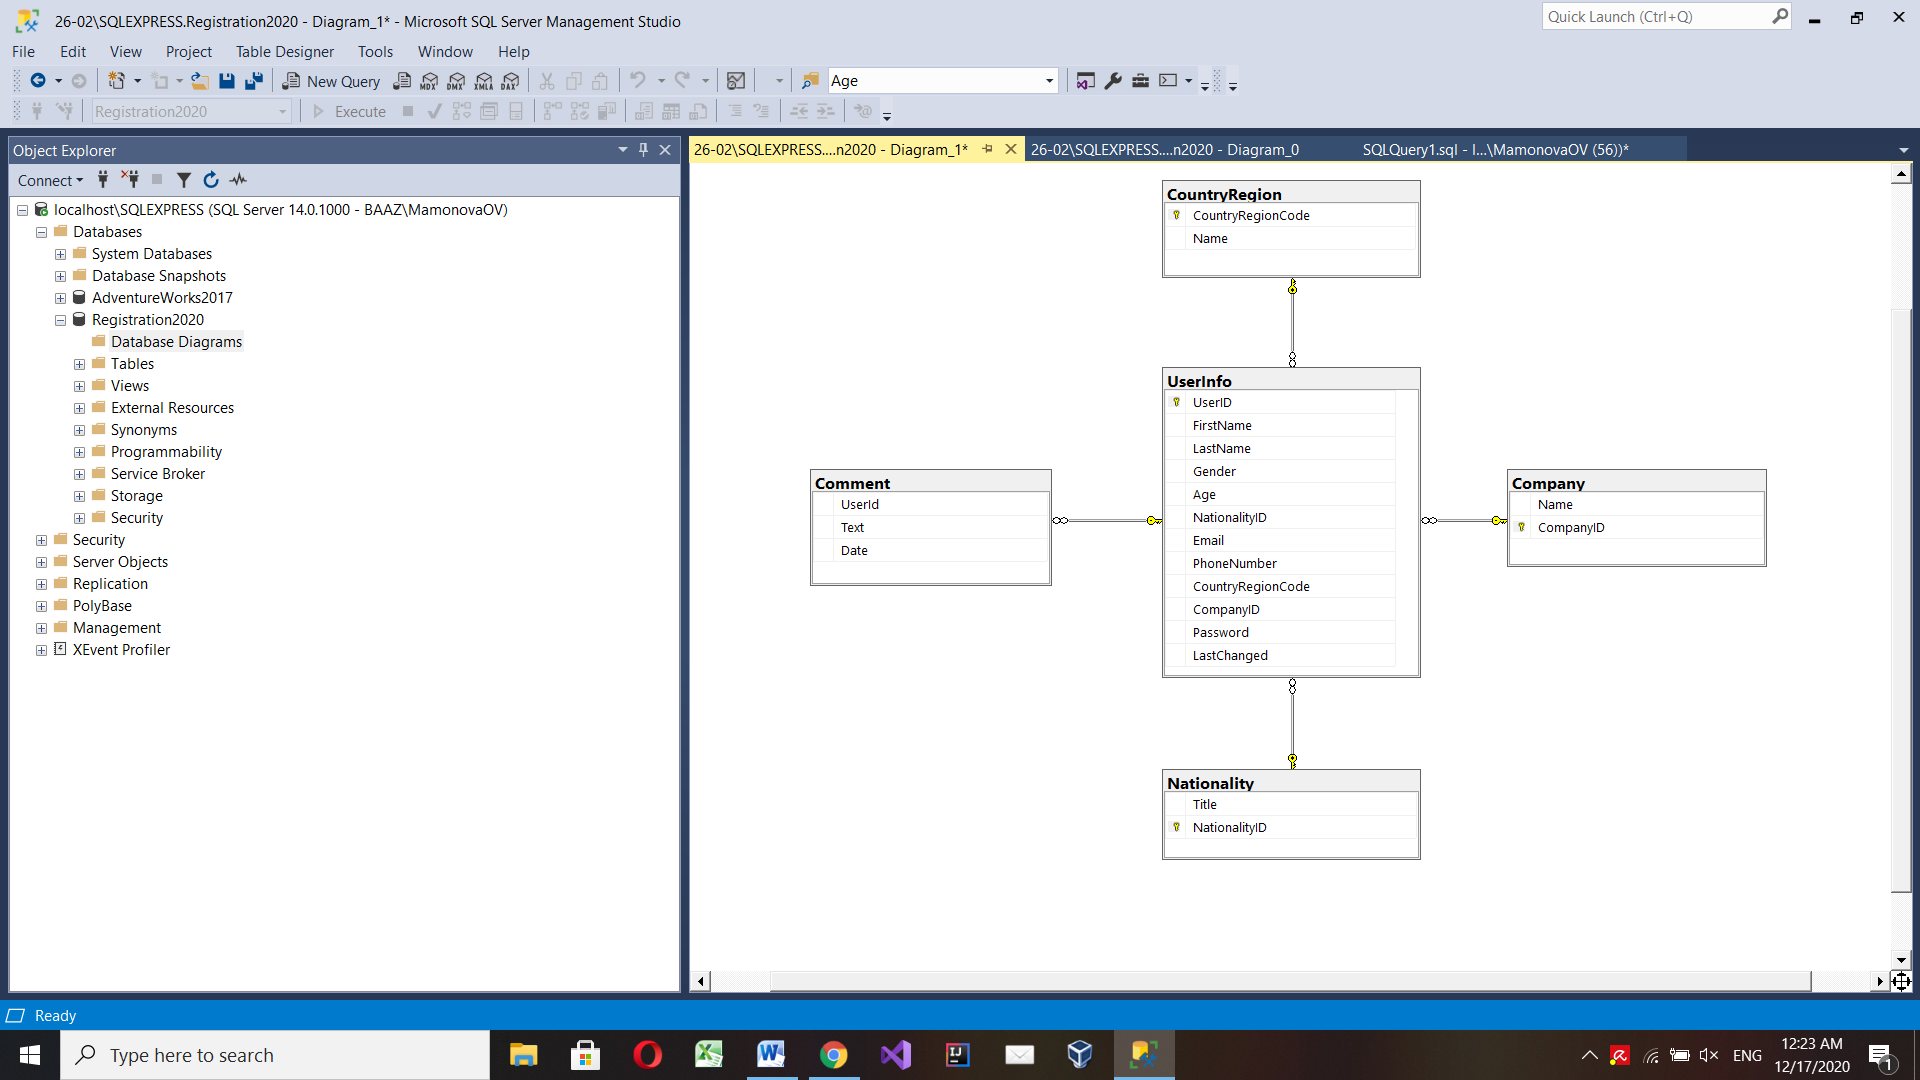 26-02\SQLEXPRESS.Registration2020 - Diagram_1* - Microsoft SQL Server Management Studio
Quick Launch (Ctrl+Q)
File Edit View Project Table Designer Tools Window Help
New Query MDX DMX XMLA DAX Age
Registration2020 Execute
Object Explorer
Connect
localhost\SQLEXPRESS (SQL Server 14.0.1000 - BAAZ\MamonovaOV)
Databases
System Databases
Database Snapshots
AdventureWorks2017
Registration2020
Database Diagrams
Tables
Views
External Resources
Synonyms
Programmability
Service Broker
Storage
Security
Security
Server Objects
Replication
PolyBase
Management
XEvent Profiler
26-02\SQLEXPRESS....n2020 - Diagram_1* 26-02\SQLEXPRESS....n2020 - Diagram_0 SQLQuery1.sql - l...\MamonovaOV (56))*
CountryRegion
CountryRegionCode
Name
UserInfo
UserID
FirstName
LastName
Gender
Age
NationalityID
Email
PhoneNumber
CountryRegionCode
CompanyID
Password
LastChanged
Comment
UserId
Text
Date
Company
Name
CompanyID
Nationality
Title
NationalityID
Ready
Type here to search
ENG
12:23 AM
12/17/2020
1